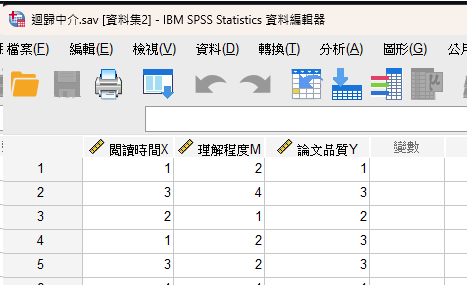 迴歸中介.sav [資料集2] - IBM SPSS Statistics 資料編輯器
檔案(F) 編輯(E) 檢視(V) 資料(D) 轉換(T) 分析(A) 圖形(G) 公用
閱讀時間X 理解程度M 論文品質Y 變數
1 1 2 1
2 3 4 3
3 2 1 2
4 1 2 3
5 3 2 3